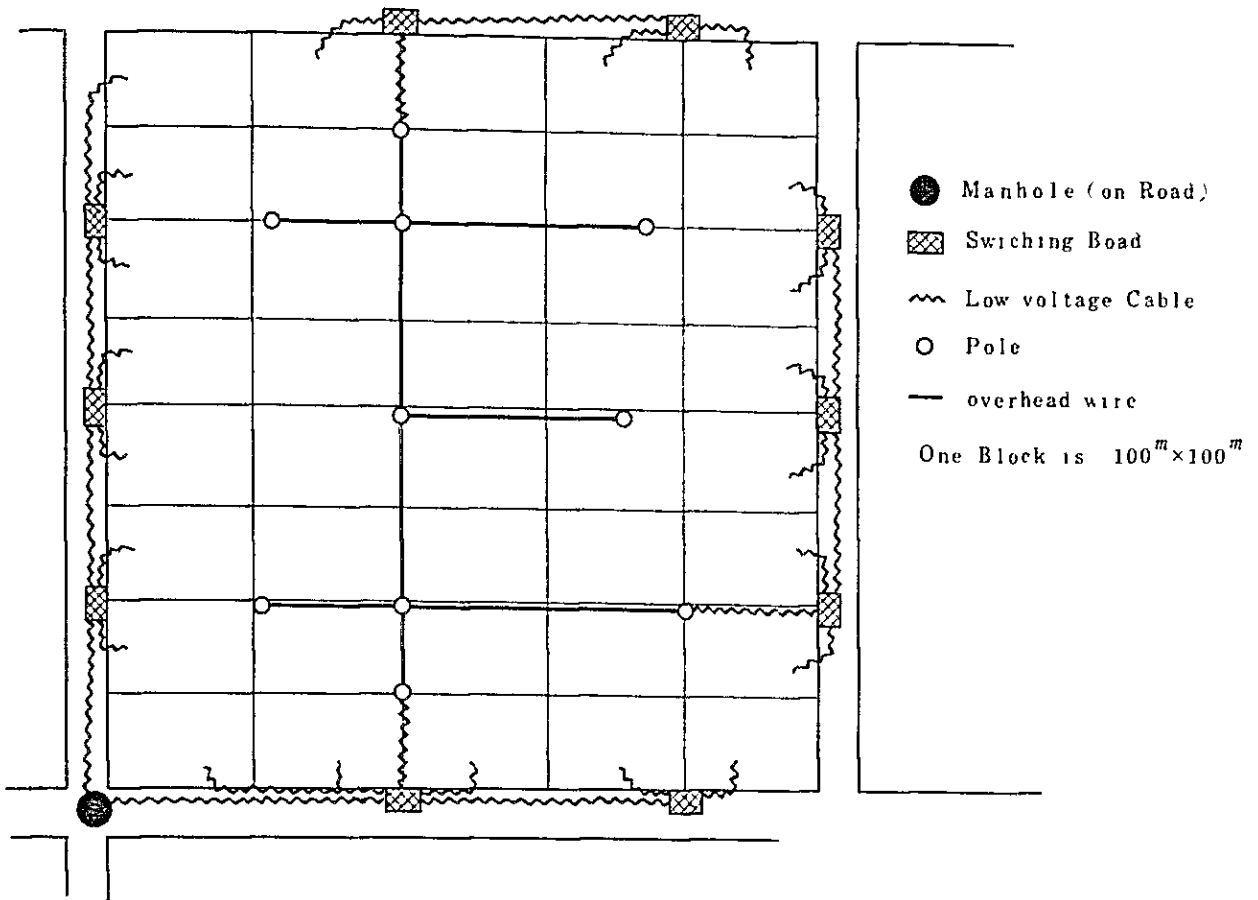 Manhole (on Road)
Swiching Boad
Low voltage Cable
Pole
overhead wire
One Block is 100m×100m